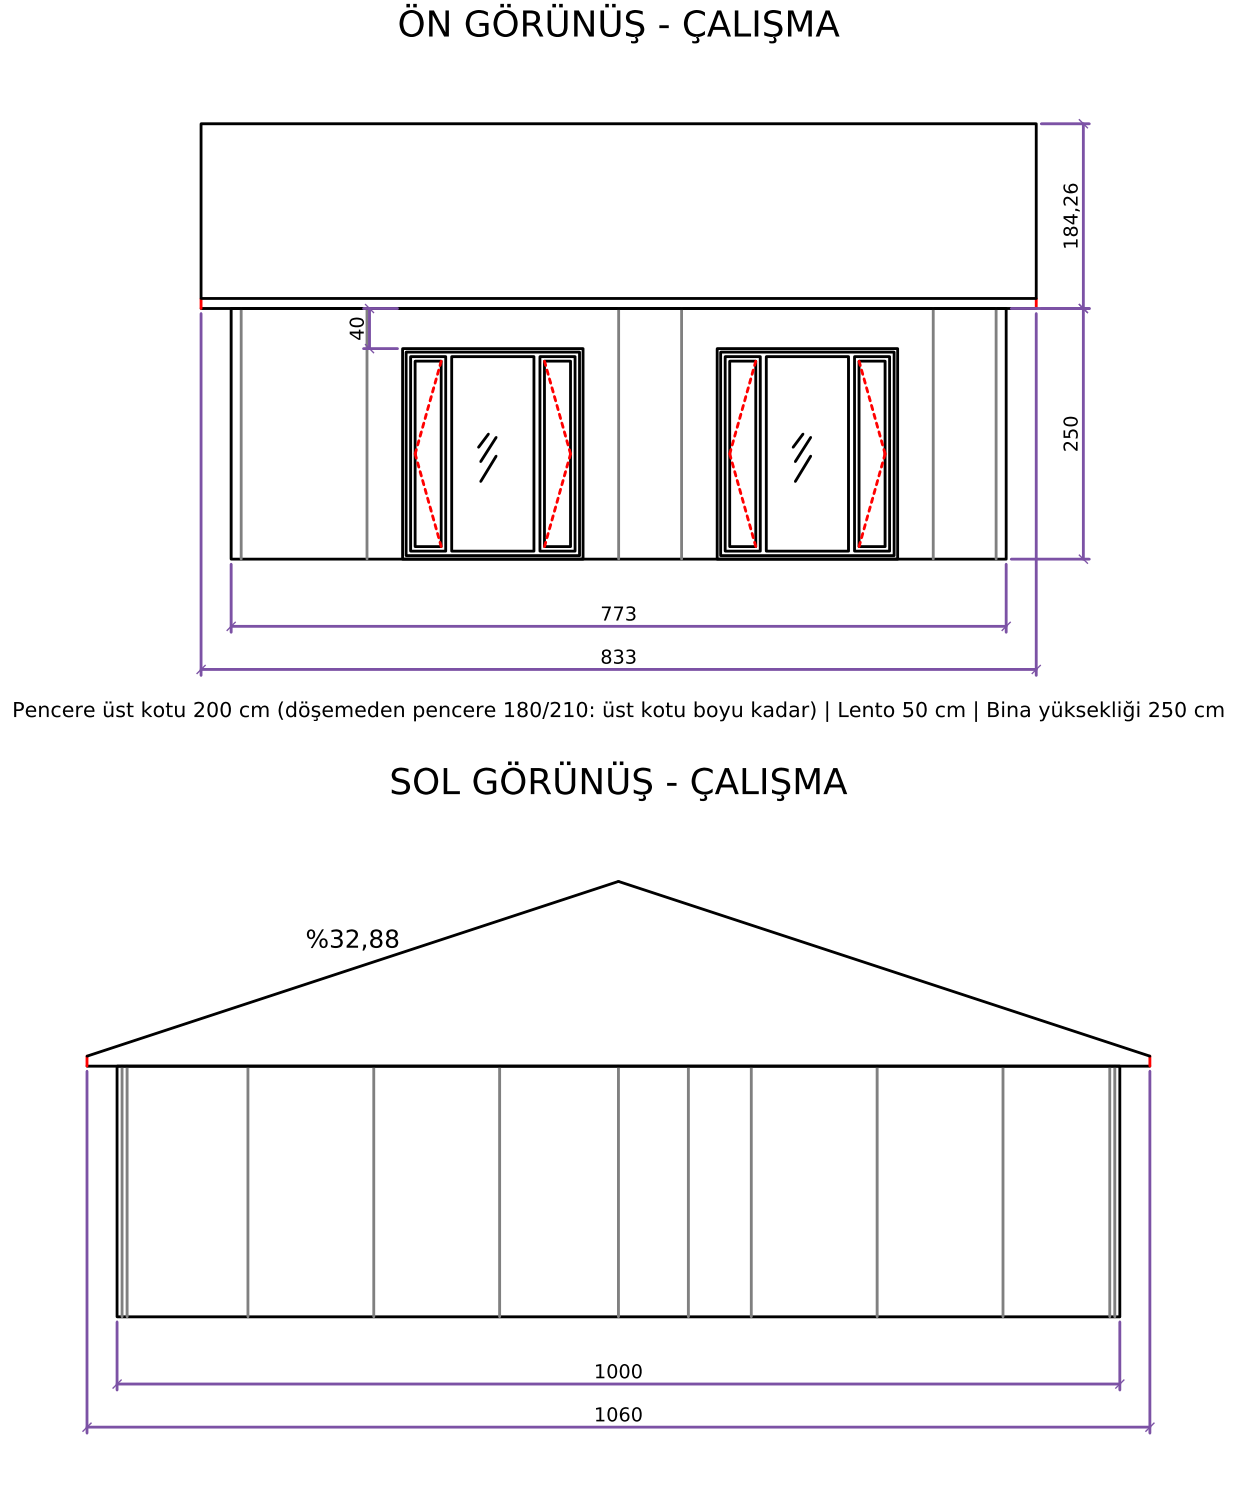 ÖN GÖRÜNÜŞ - ÇALIŞMA
184,26
40
250
773
833
Pencere üst kotu 200 cm (döşemeden pencere 180/210: üst kotu boyu kadar) | Lento 50 cm | Bina yüksekliği 250 cm
SOL GÖRÜNÜŞ - ÇALIŞMA
%32,88
1000
1060